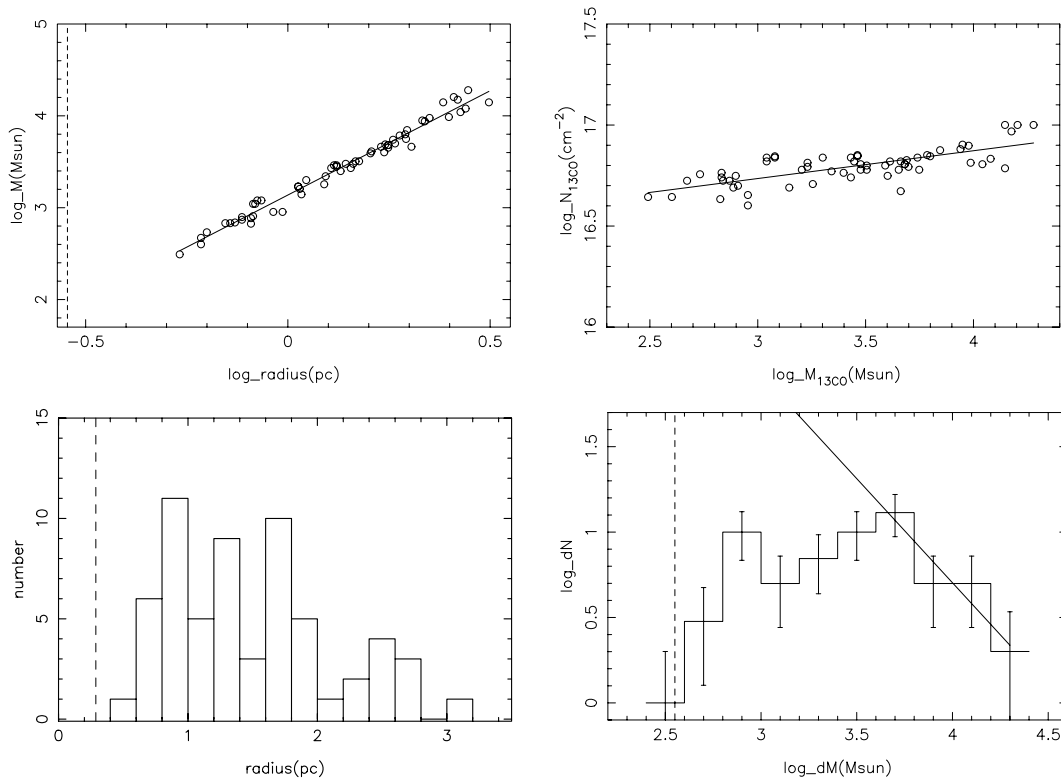 5
4
3
2
log_M(Msun)
−0.5 0 0.5
log_radius(pc)
17.5
17
16.5
16
log_N13CO(cm−2)
2.5 3 3.5 4
log_M13CO(Msun)
15
10
5
0
number
0 1 2 3
radius(pc)
1.5
1
0.5
0
log_dN
2.5 3 3.5 4 4.5
log_dM(Msun)